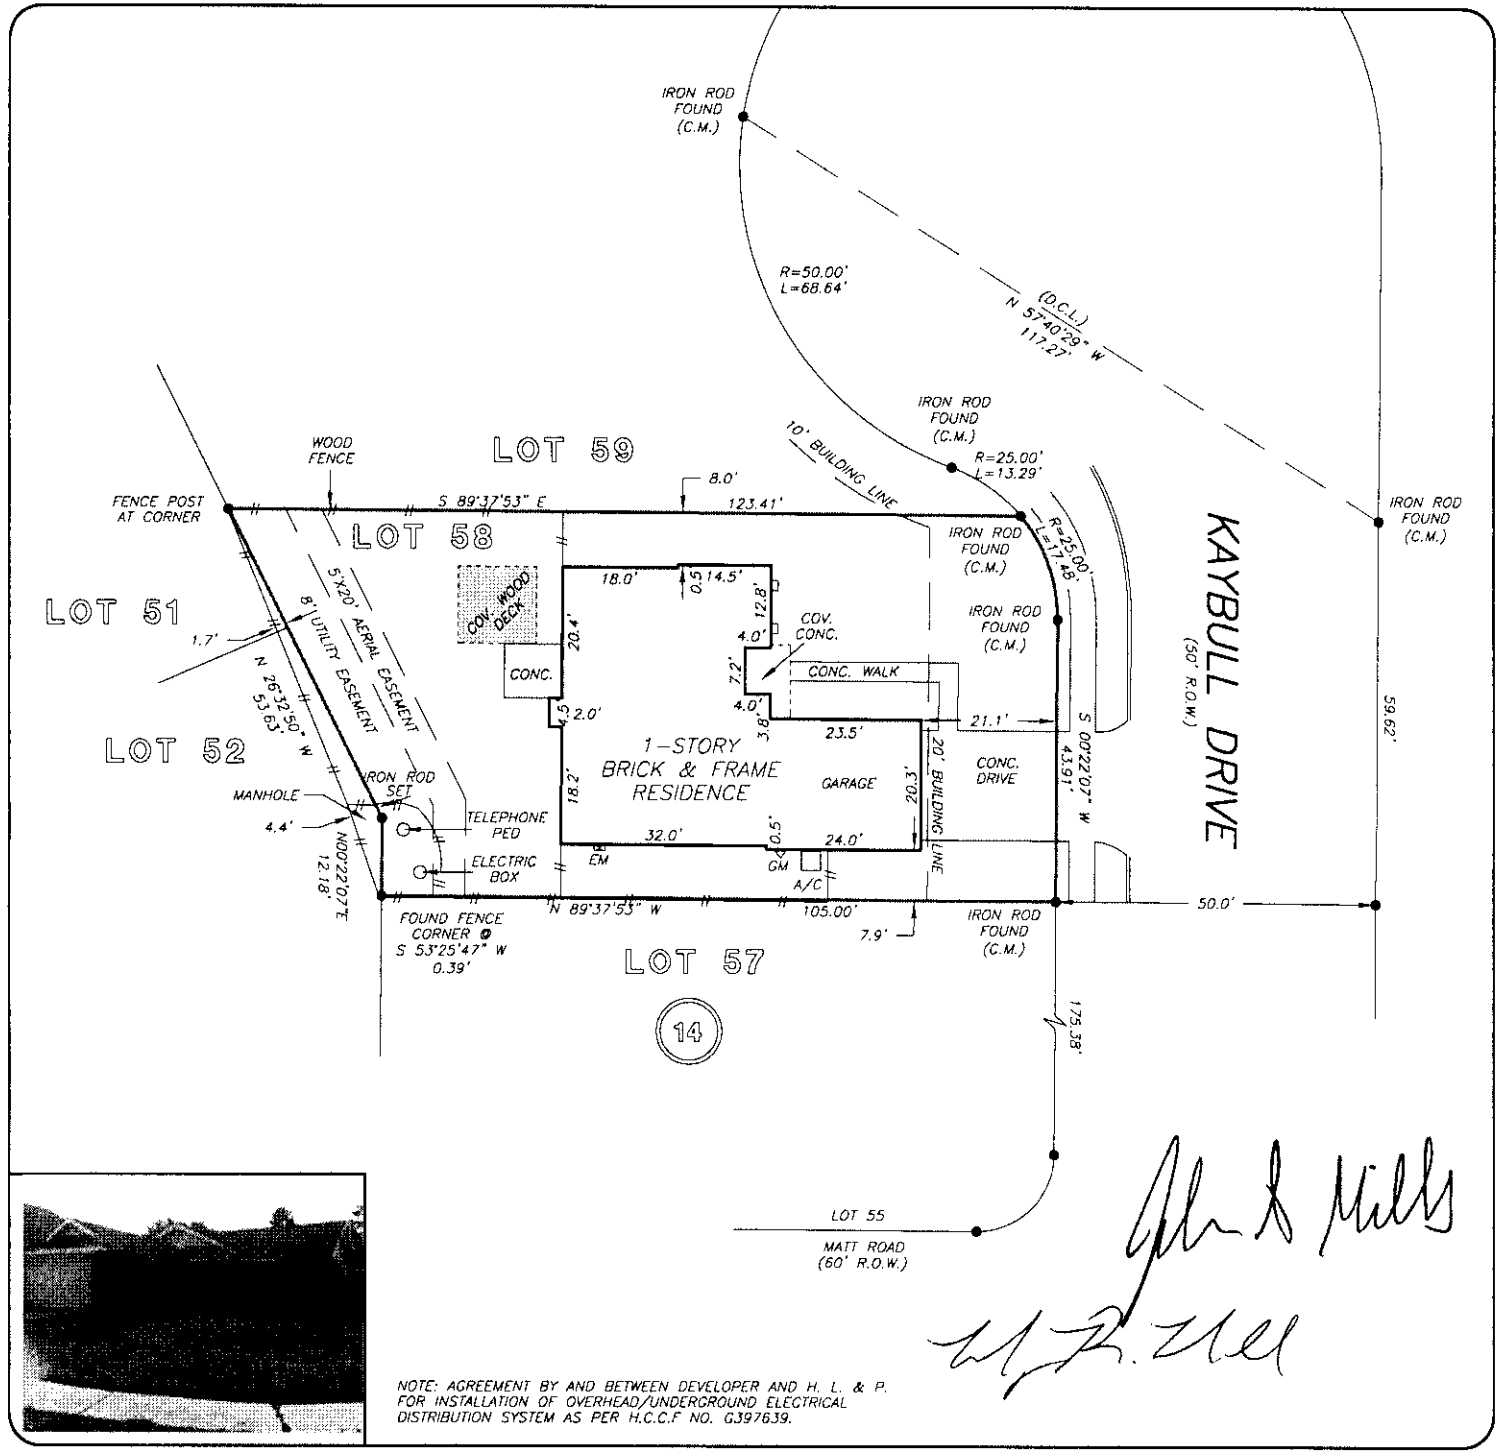 IRON ROD
FOUND
(C.M.)
R=50.00'
L=68.64'
(D.C.L.)
N 57°40'29" W
117.27'
IRON ROD
FOUND
(C.M.)
R=25.00'
L=13.29'
10' BUILDING LINE
WOOD
FENCE
LOT 59
8.0'
FENCE POST
AT CORNER
S 89°37'53" E
123.41'
IRON ROD
FOUND
(C.M.)
IRON ROD
FOUND
(C.M.)
R=25.00'
L=17.48'
KAYBULL DRIVE
(50' R.O.W.)
LOT 58
18.0'
0.5
14.5'
12.8'
5'X20' AERIAL EASEMENT
8' UTILITY EASEMENT
COV. WOOD
DECK
20.4'
LOT 51
1.7'
4.0'
COV.
CONC.
IRON ROD
FOUND
(C.M.)
N 26°32'50" W
53.63'
CONC.
7.2'
CONC. WALK
4.0'
4.5
2.0'
3.8'
23.5'
21.1'
59.62'
LOT 52
1-STORY
BRICK & FRAME
RESIDENCE
GARAGE
20.3'
20' BUILDING LINE
CONC.
DRIVE
S 00°22'07" W
43.91'
IRON ROD
SET
MANHOLE
18.2'
4.4'
TELEPHONE
PED
32.0'
0.5'
24.0'
N00°22'07"E
12.18'
ELECTRIC
BOX
EM
GM
A/C
N 89°37'53" W
105.00'
50.0'
FOUND FENCE
CORNER @
S 53°25'47" W
0.39'
7.9'
IRON ROD
FOUND
(C.M.)
LOT 57
14
175.38'
LOT 55
MATT ROAD
(60' R.O.W.)
John S Mills
NOTE: AGREEMENT BY AND BETWEEN DEVELOPER AND H. L. & P.
FOR INSTALLATION OF OVERHEAD/UNDERGROUND ELECTRICAL
DISTRIBUTION SYSTEM AS PER H.C.C.F NO. G397639.